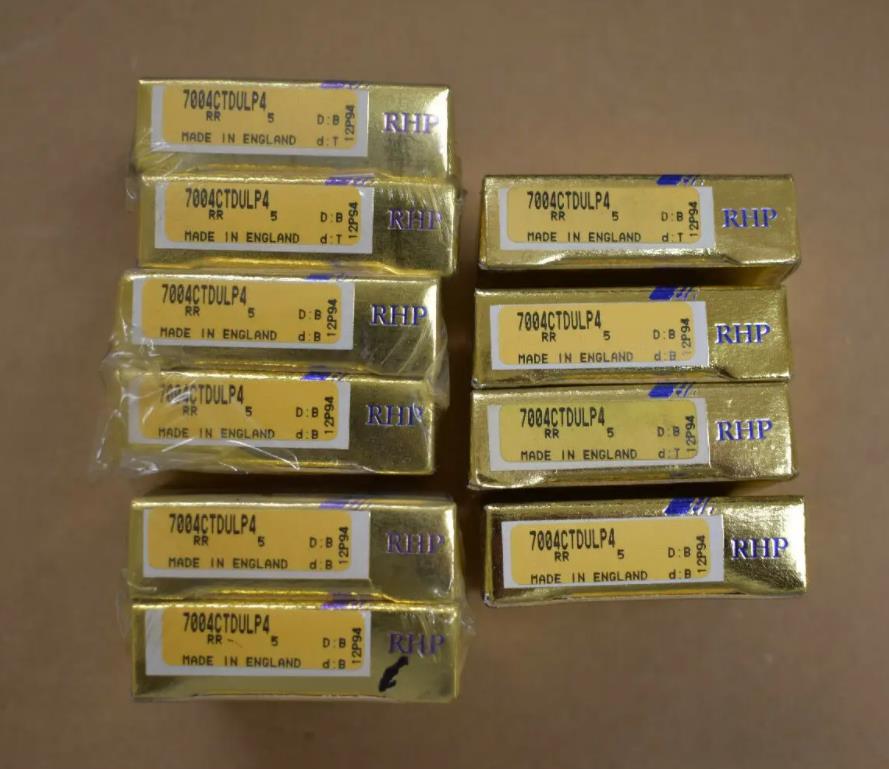 7004CTDULP4
RR 5 D:B
MADE IN ENGLAND d:T
12P94
RHP
7004CTDULP4
RR 5 D:B
MADE IN ENGLAND d:T
12P94
RHP
7004CTDULP4
RR 5 D:B
MADE IN ENGLAND d:B
12P94
RHP
7004CTDULP4
RR 5 D:B
MADE IN ENGLAND d:B
12P94
RHP
7004CTDULP4
RR 5 D:B
MADE IN ENGLAND d:B
12P94
RHP
7004CTDULP4
RR 5 D:B
MADE IN ENGLAND d:B
12P94
RHP
7004CTDULP4
RR 5 D:B
MADE IN ENGLAND d:T
12P94
RHP
7004CTDULP4
RR 5 D:B
MADE IN ENGLAND d:B
12P94
RHP
7004CTDULP4
RR 5 D:B
MADE IN ENGLAND d:T
12P94
RHP
7004CTDULP4
RR 5 D:B
MADE IN ENGLAND d:B
12P94
RHP